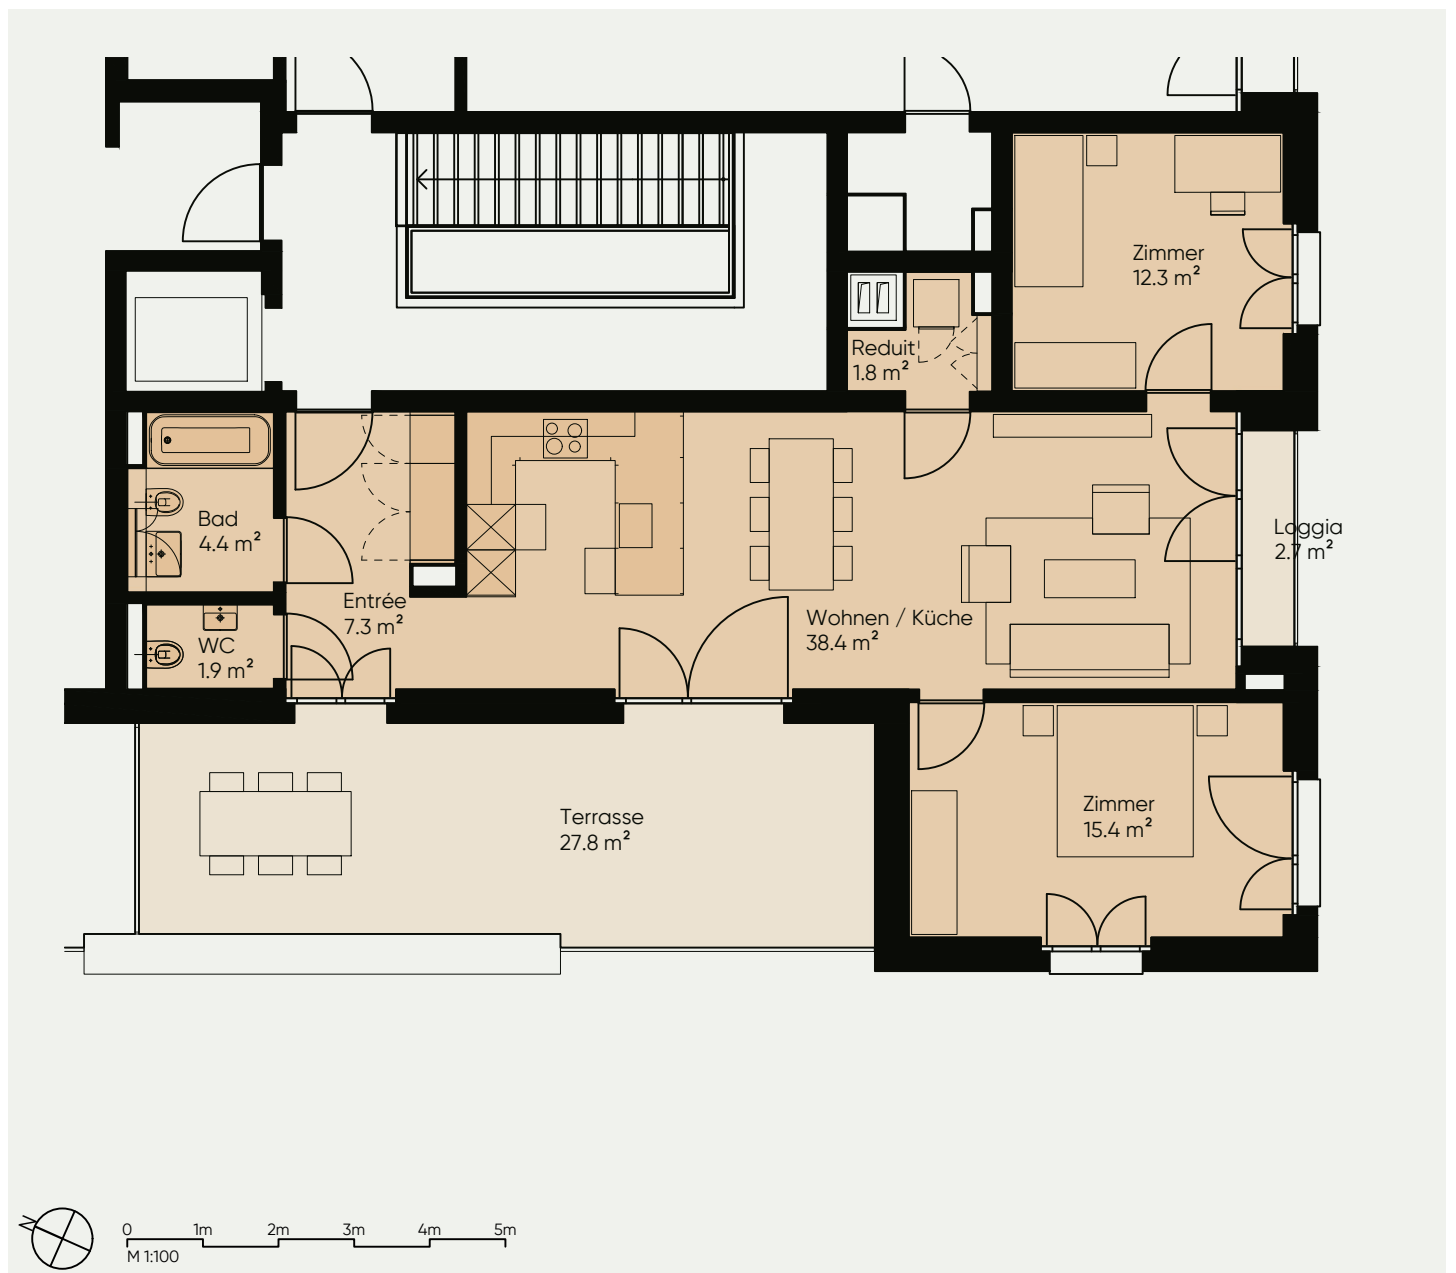 Zimmer
12.3 m²
Reduit
1.8 m²
Bad
4.4 m²
Loggia
2.7 m²
Entrée
7.3 m²
Wohnen / Küche
38.4 m²
WC
1.9 m²
Zimmer
15.4 m²
Terrasse
27.8 m²
N
0 1m 2m 3m 4m 5m
M 1:100